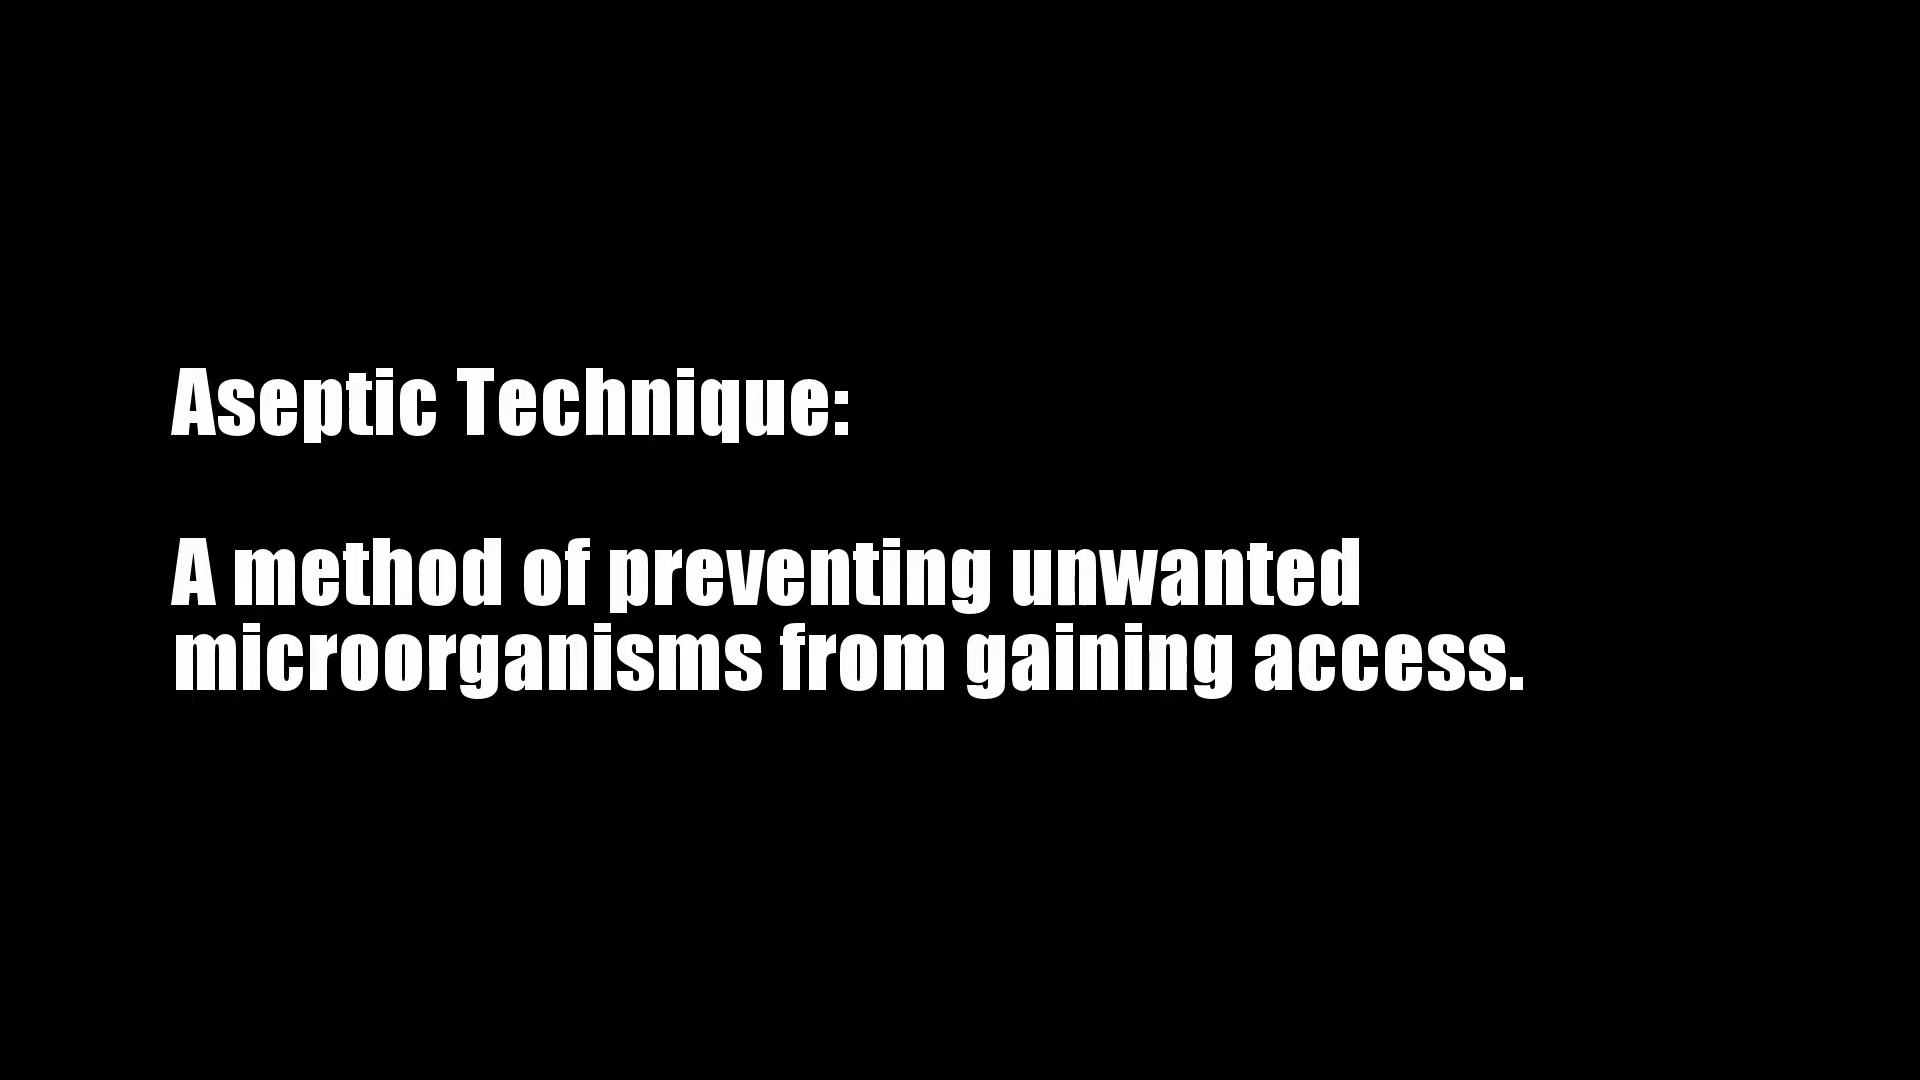 Aseptic Technique:
A method of preventing unwanted
microorganisms from gaining access.